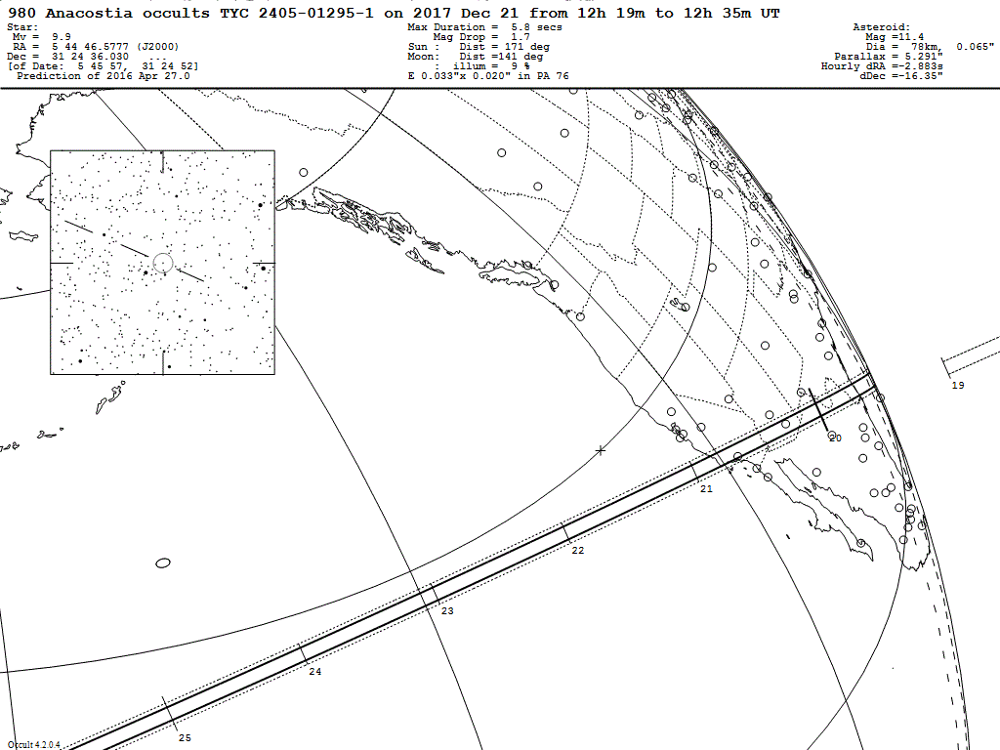 980 Anacostia occults TYC 2405-01295-1 on 2017 Dec 21 from 12h 19m to 12h 35m UT
Star:
Mv = 9.9
RA = 5 44 46.5777 (J2000)
Dec = 31 24 36.030 ...
[of Date: 5 45 57, 31 24 52]
Prediction of 2016 Apr 27.0
Max Duration = 5.8 secs
Mag Drop = 1.7
Sun : Dist = 171 deg
Moon: Dist =141 deg
: illum = 9 %
E 0.033"x 0.020" in PA 76
Asteroid:
Mag =11.4
Dia = 78km, 0.065"
Parallax = 5.291"
Hourly dRA =-2.883s
dDec =-16.35"
19
20
21
22
23
24
25
Occult 4.2.0.4